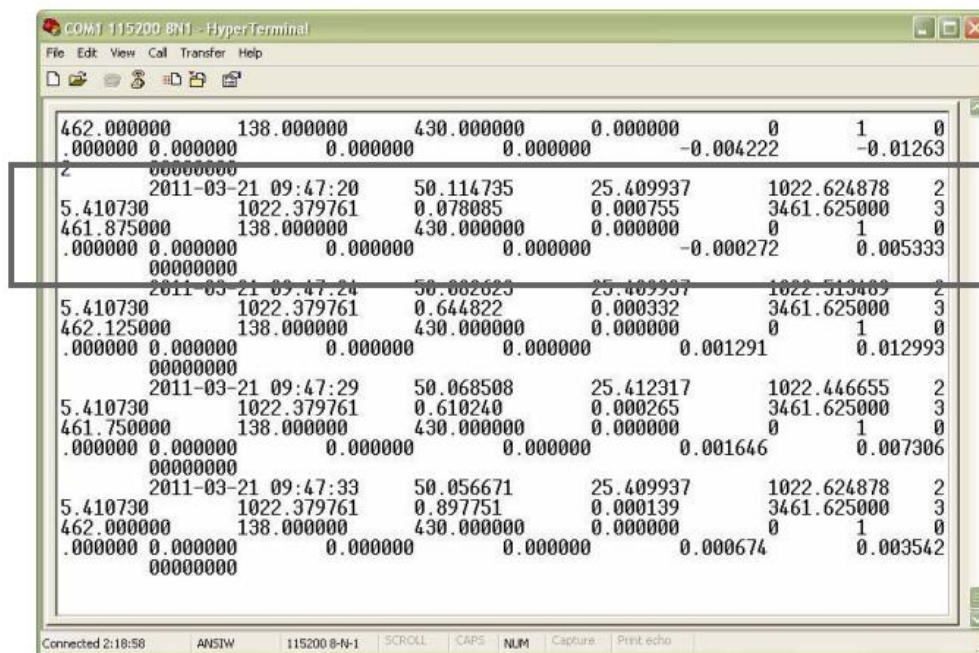 COM1 115200 8N1 - HyperTerminal
File Edit View Call Transfer Help
462.000000 138.000000 430.000000 0.000000 0 1 0
.000000 0.000000 0.000000 0.000000 -0.004222 -0.01263
2 00000000
2011-03-21 09:47:20 50.114735 25.409937 1022.624878 2
5.410730 1022.379761 0.078085 0.000755 3461.625000 3
461.875000 138.000000 430.000000 0.000000 0 1 0
.000000 0.000000 0.000000 0.000000 -0.000272 0.005333
00000000
2011-03-21 09:47:24 25.409937 2
5.410730 1022.379761 0.644822 0.000332 3461.625000 3
462.125000 138.000000 430.000000 0.000000 0 1 0
.000000 0.000000 0.000000 0.000000 0.001291 0.012993
00000000
2011-03-21 09:47:29 50.068508 25.412317 1022.446655 2
5.410730 1022.379761 0.610240 0.000265 3461.625000 3
461.750000 138.000000 430.000000 0.000000 0 1 0
.000000 0.000000 0.000000 0.000000 0.001646 0.007306
00000000
2011-03-21 09:47:33 50.056671 25.409937 1022.624878 2
5.410730 1022.379761 0.897751 0.000139 3461.625000 3
462.000000 138.000000 430.000000 0.000000 0 1 0
.000000 0.000000 0.000000 0.000000 0.000674 0.003542
00000000
Connected 2:18:58 ANSIW 115200 8-N-1 SCROLL CAPS NUM Capture Print echo